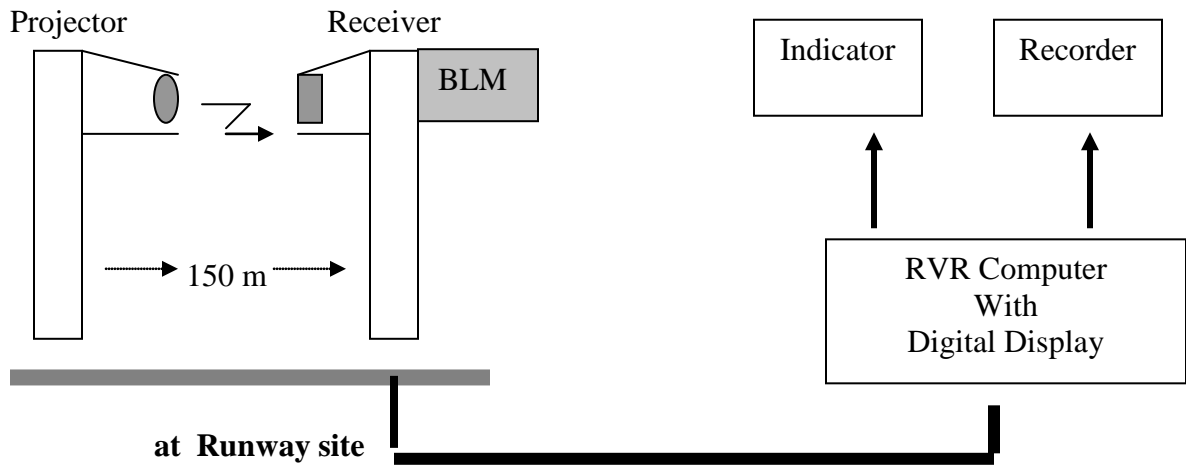 Projector
Receiver
BLM
Indicator
Recorder
150 m
RVR Computer
With
Digital Display
at Runway site